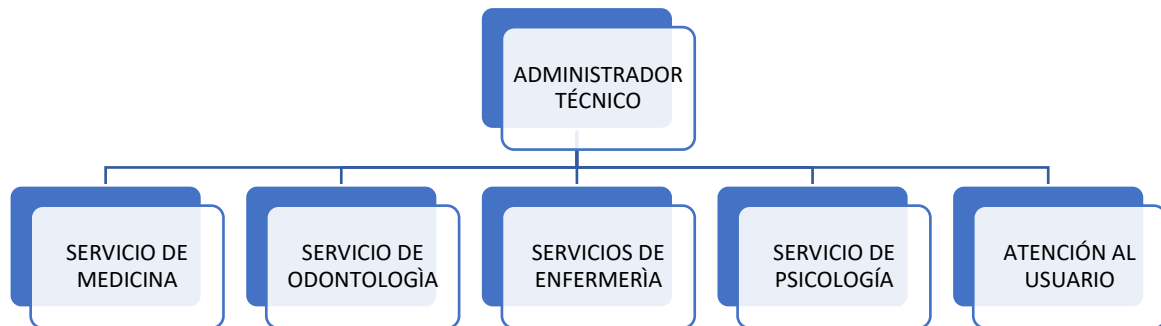 ADMINISTRADOR
TÉCNICO
SERVICIO DE
MEDICINA
SERVICIO DE
ODONTOLOGÌA
SERVICIOS DE
ENFERMERÌA
SERVICIO DE
PSICOLOGÍA
ATENCIÓN AL
USUARIO